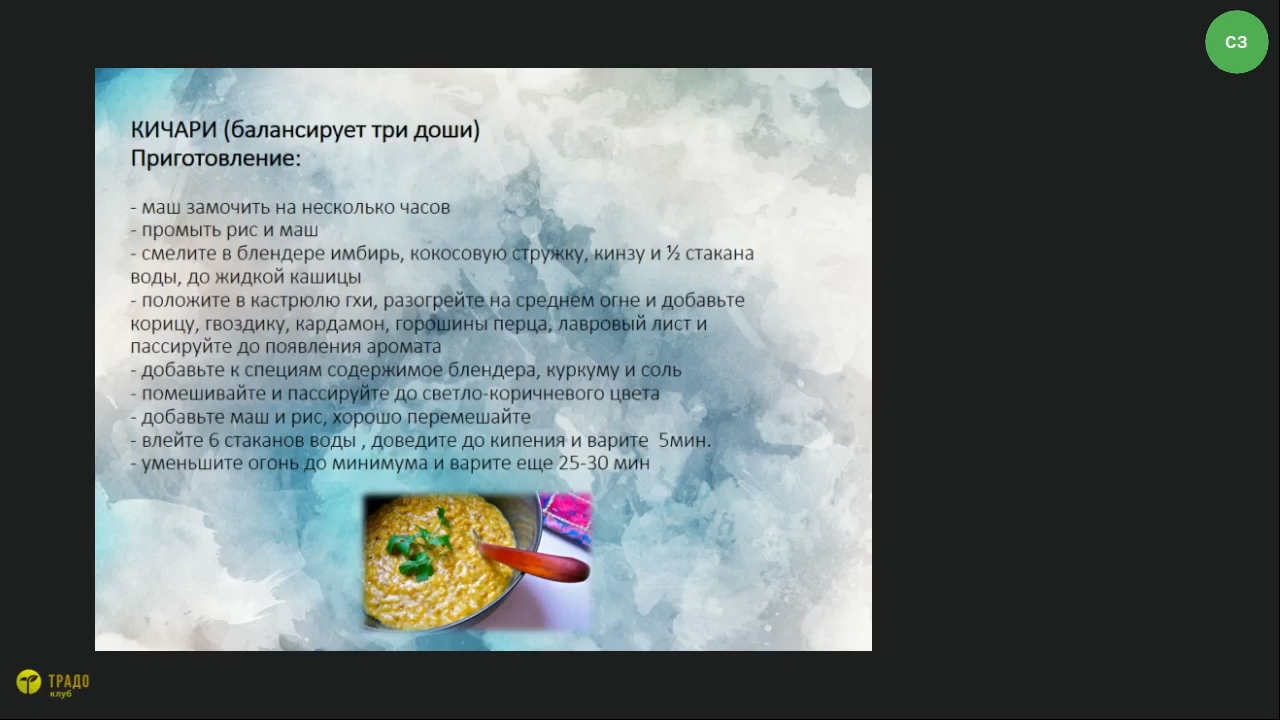 СЗ
КИЧАРИ (балансирует три доши)
Приготовление:
- маш замочить на несколько часов
- промыть рис и маш
- смелите в блендере имбирь, кокосовую стружку, кинзу и ½ стакана
воды, до жидкой кашицы
- положите в кастрюлю гхи, разогрейте на среднем огне и добавьте
корицу, гвоздику, кардамон, горошины перца, лавровый лист и
пассируйте до появления аромата
- добавьте к специям содержимое блендера, куркуму и соль
- помешивайте и пассируйте до светло-коричневого цвета
- добавьте маш и рис, хорошо перемешайте
- влейте 6 стаканов воды , доведите до кипения и варите  5мин.
- уменьшите огонь до минимума и варите еще 25-30 мин
ТРАДО
клуб